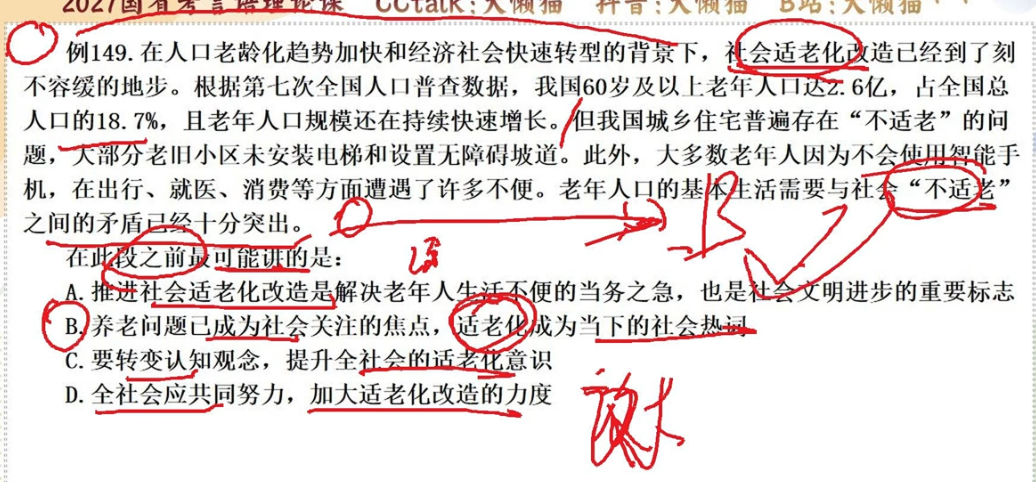 2027国省考言语理论课 CCtalk:大懒猫 抖音:大懒猫 B站:大懒猫
例149.在人口老龄化趋势加快和经济社会快速转型的背景下，社会适老化改造已经到了刻
不容缓的地步。根据第七次全国人口普查数据，我国60岁及以上老年人口达2.6亿，占全国总
人口的18.7%，且老年人口规模还在持续快速增长。但我国城乡住宅普遍存在“不适老”的问
题，大部分老旧小区未安装电梯和设置无障碍坡道。此外，大多数老年人因为不会使用智能手
机，在出行、就医、消费等方面遭遇了许多不便。老年人口的基本生活需要与社会“不适老”
之间的矛盾已经十分突出。
B
在此段之前最可能讲的是：
A.推进社会适老化改造是解决老年人生活不便的当务之急，也是社会文明进步的重要标志
B.养老问题已成为社会关注的焦点，适老化成为当下的社会热词
C.要转变认知观念，提升全社会的适老化意识
D.全社会应共同努力，加大适老化改造的力度